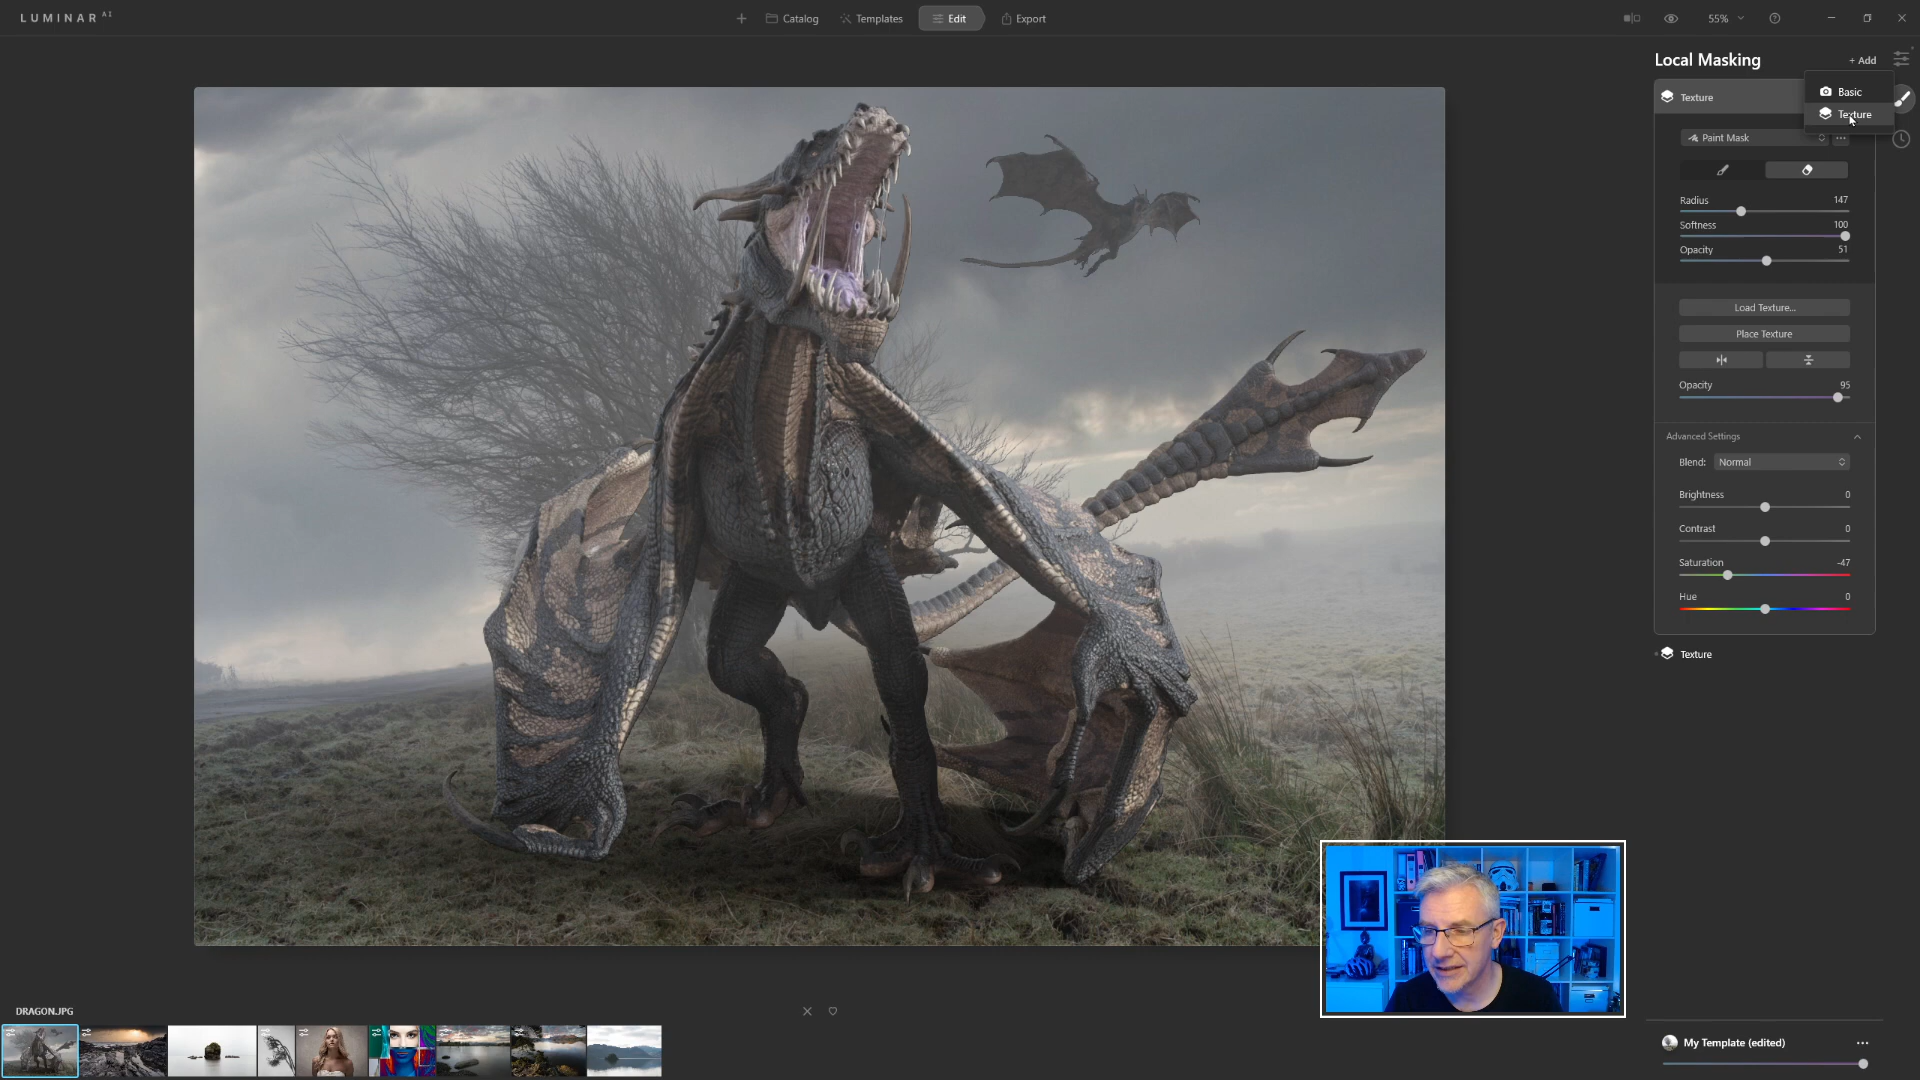 LUMINAR AI
Catalog
Templates
Edit
Export
55%
Local Masking
+ Add
Texture
Basic
Texture
Paint Mask
Radius 147
Softness 100
Opacity 51
Load Texture...
Place Texture
Opacity 95
Advanced Settings
Blend: Normal
Brightness 0
Contrast 0
Saturation -47
Hue 0
Texture
DRAGON.JPG
My Template (edited)